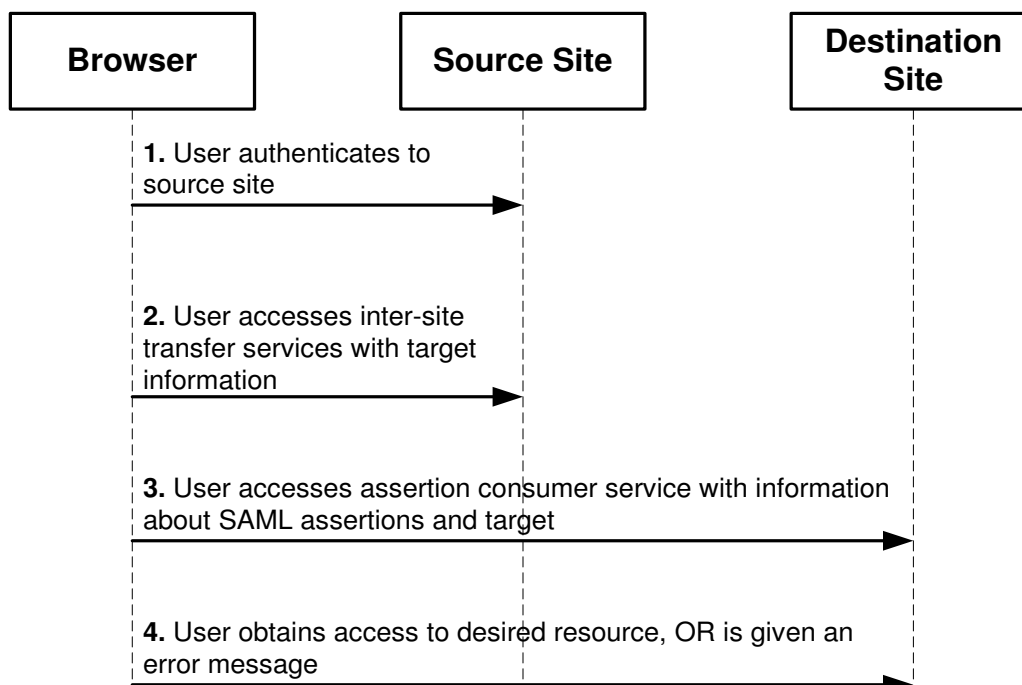 Browser
Source Site
Destination
Site
1. User authenticates to
source site
2. User accesses inter-site
transfer services with target
information
3. User accesses assertion consumer service with information
about SAML assertions and target
4. User obtains access to desired resource, OR is given an
error message